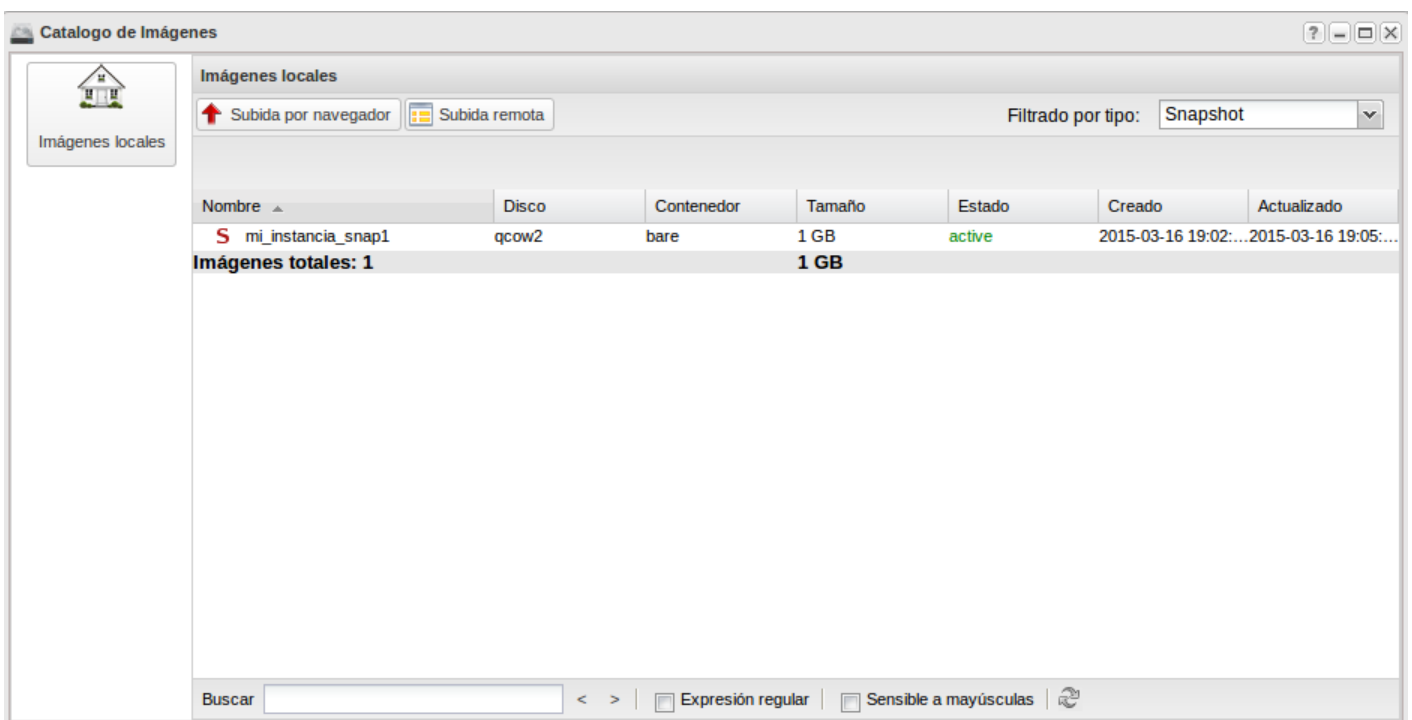 Catalogo de Imágenes
?
Imágenes locales
Imágenes locales
Subida por navegador Subida remota Filtrado por tipo: Snapshot
Nombre Disco Contenedor Tamaño Estado Creado Actualizado
S mi_instancia_snap1 qcow2 bare 1 GB active 2015-03-16 19:02:... 2015-03-16 19:05:...
Imágenes totales: 1 1 GB
Buscar < > Expresión regular Sensible a mayúsculas